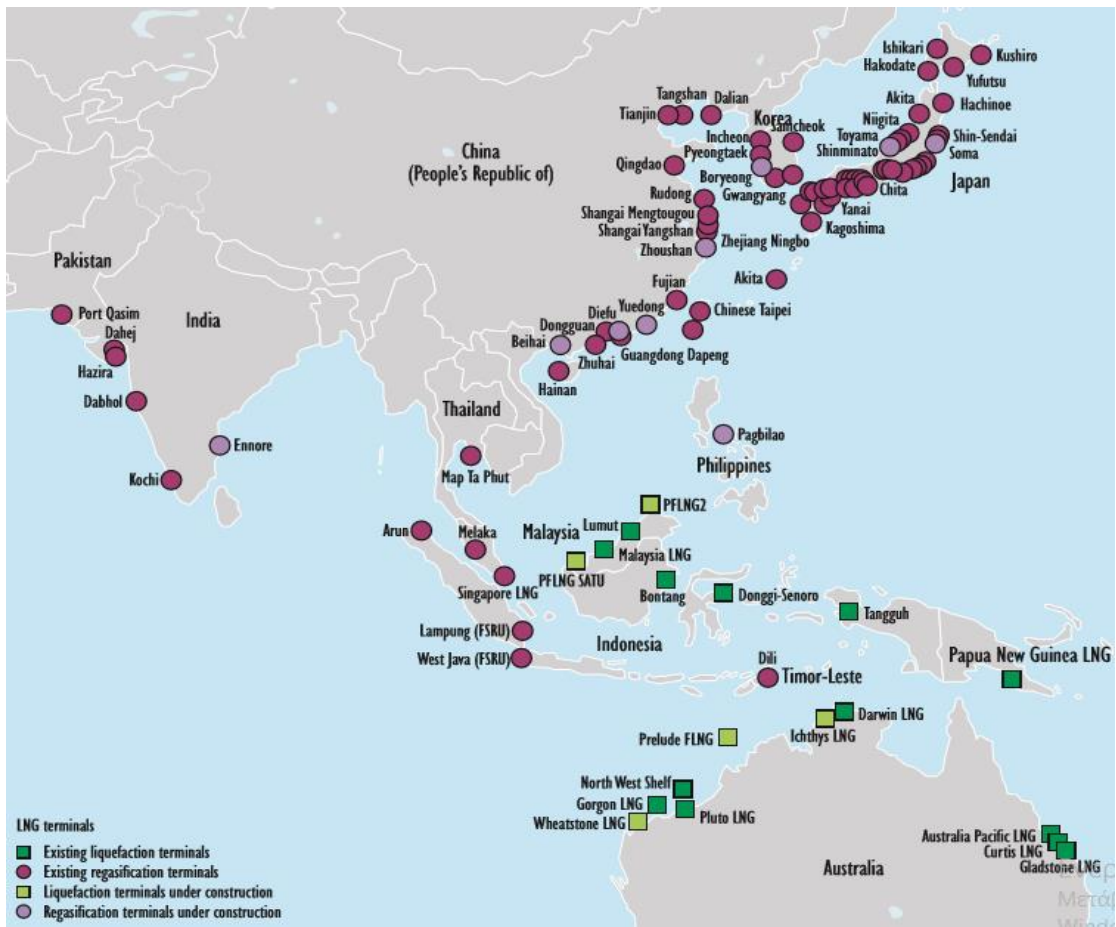 Ishikari
Kushiro
Hakodate
Yufutsu
Tangshan
Dalian
Akita
Hachinoe
Tianjin
Korea
Samcheok
Niigita
Incheon
Toyama
Shin-Sendai
Pyeongtaek
Shinminato
Soma
China
(People's Republic of)
Qingdao
Boryeong
Japan
Rudong
Gwangyang
Chita
Shangai Mengtougou
Yanai
Shangai Yangshan
Kagoshima
Zhoushan
Zhejiang Ningbo
Pakistan
Fujian
Akita
Port Qasim
India
Yuedong
Chinese Taipei
Diefu
Dahej
Dongguan
Beihai
Guangdong Dapeng
Hazira
Zhuhai
Hainan
Dabhol
Thailand
Ennore
Pagbilao
Philippines
Kochi
Map Ta Phut
PFLNG2
Arun
Melaka
Malaysia
Lumut
Malaysia LNG
PFLNG SATU
Singapore LNG
Bontang
Donggi-Senoro
Tangguh
Lampung (FSRU)
Indonesia
West Java (FSRU)
Papua New Guinea LNG
Dili
Timor-Leste
Darwin LNG
Ichthys LNG
Prelude FLNG
North West Shelf
Gorgon LNG
Pluto LNG
Wheatstone LNG
LNG terminals
Existing liquefaction terminals
Existing regasification terminals
Liquefaction terminals under construction
Regasification terminals under construction
Australia Pacific LNG
Curtis LNG
Gladstone LNG
Australia